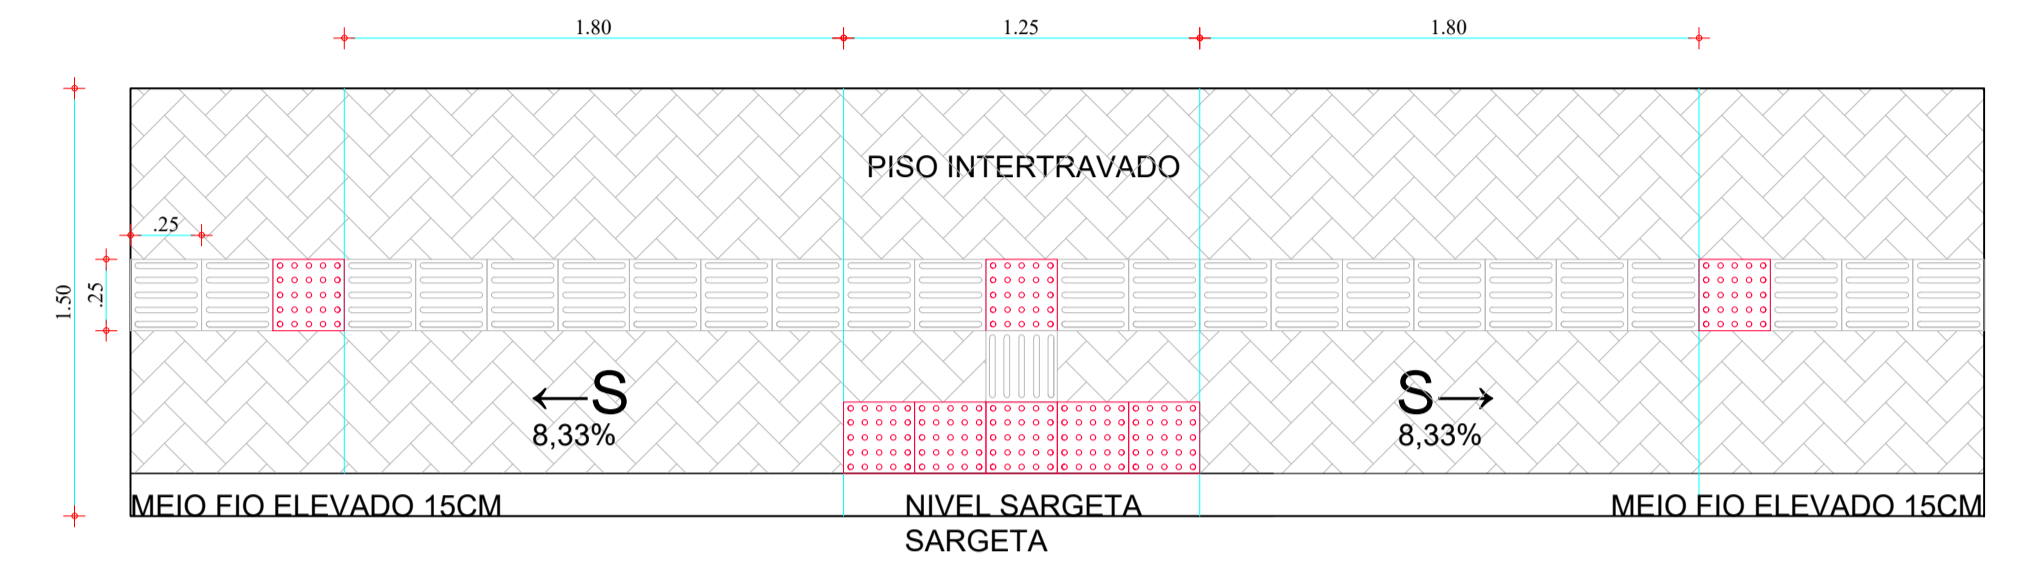 1.80 1.25 1.80
PISO INTERTRAVADO
.25
1.50
.25
←S S→
8,33% 8,33%
MEIO FIO ELEVADO 15CM NIVEL SARGETA MEIO FIO ELEVADO 15CM
SARGETA